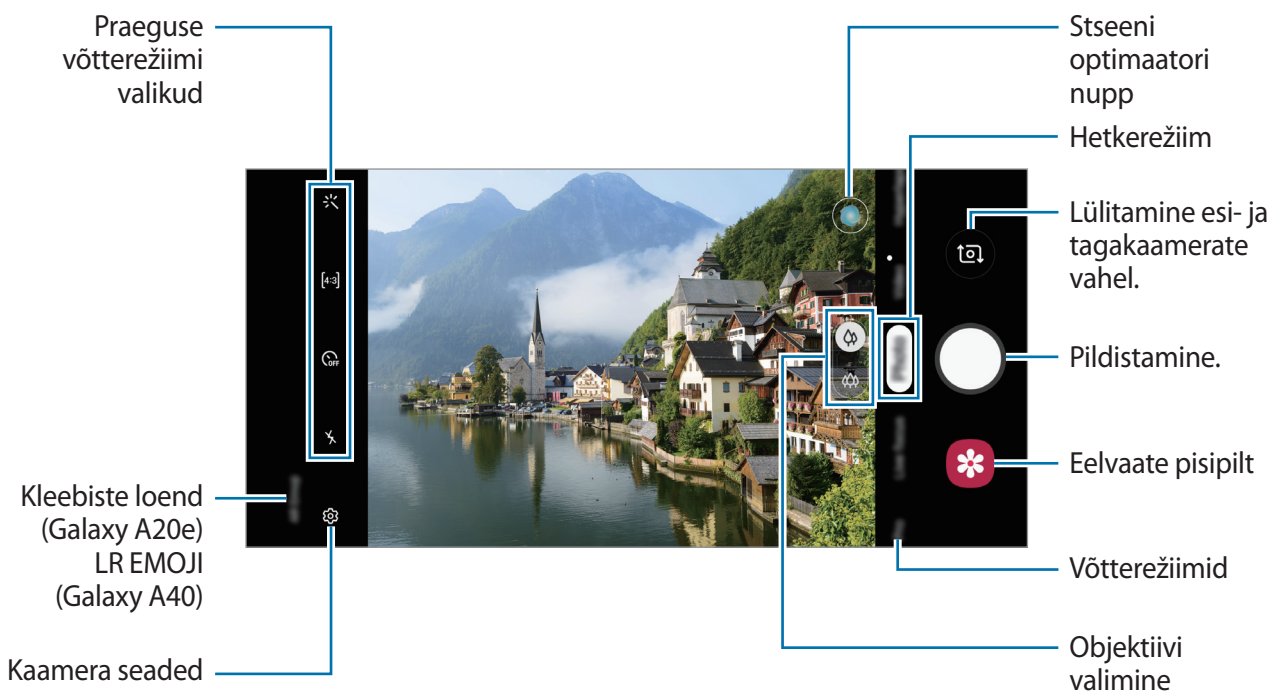 Praeguse
võtterežiimi
valikud
Kleebiste loend
(Galaxy A20e)
LR EMOJI
(Galaxy A40)
Kaamera seaded
[4:3]
OFF
Stseeni
optimaatori
nupp
Hetkerežiim
Lülitamine esi- ja
tagakaamerate
vahel.
Pildistamine.
Eelvaate pisipilt
Võtterežiimid
Objektiivi
valimine